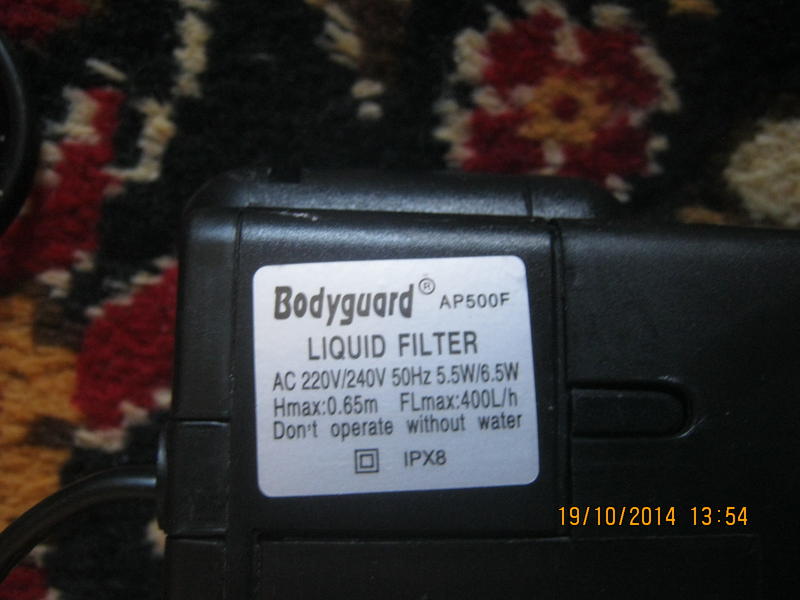 Bodyguard® AP500F
LIQUID FILTER
AC 220V/240V 50Hz 5.5W/6.5W
Hmax:0.65m FLmax:400L/h
Don't operate without water
IPX8
19/10/2014 13:54